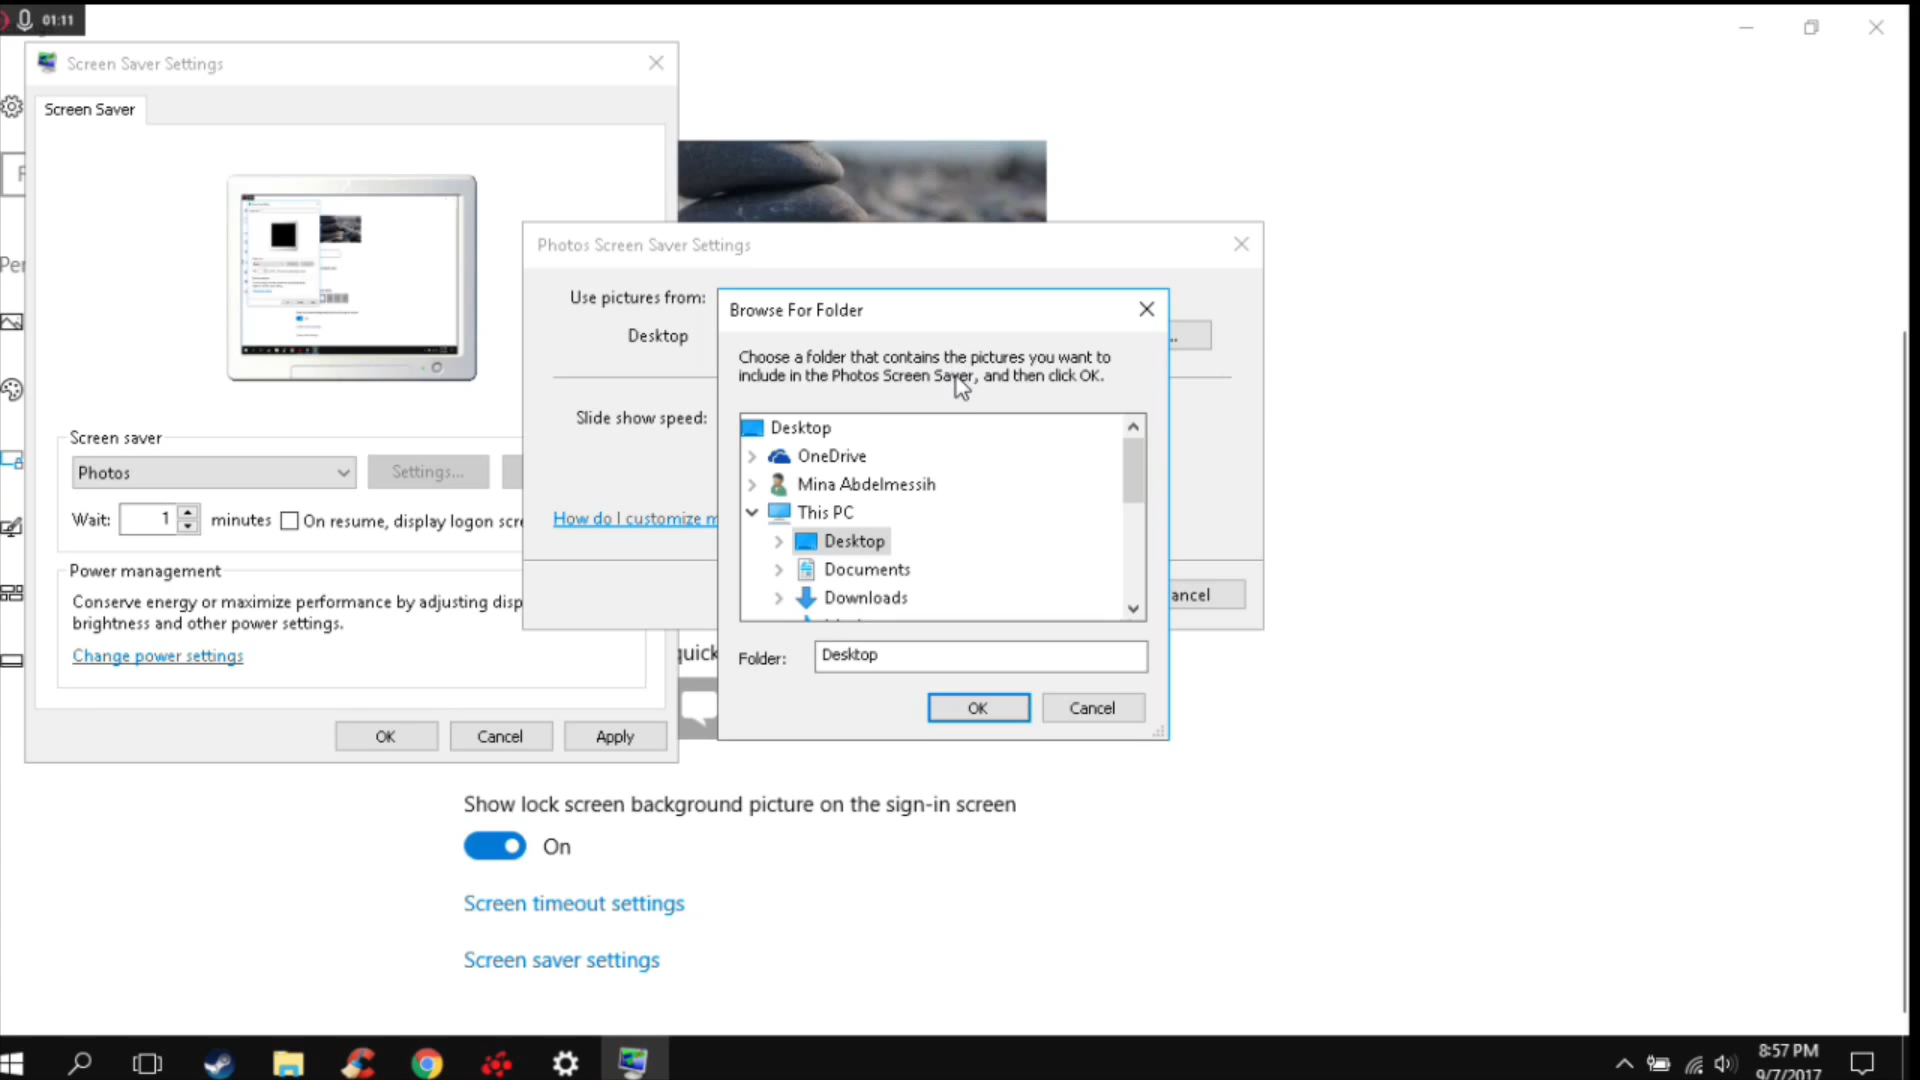 01:11
Screen Saver Settings
Screen Saver
Screen saver
Photos
Settings...
Wait:
1
minutes
On resume, display logon scre
Power management
Conserve energy or maximize performance by adjusting disp
brightness and other power settings.
Change power settings
OK
Cancel
Apply
Photos Screen Saver Settings
Use pictures from:
Desktop
Slide show speed:
How do I customize m
ancel
Browse For Folder
Choose a folder that contains the pictures you want to
include in the Photos Screen Saver, and then click OK.
Desktop
OneDrive
Mina Abdelmessih
This PC
Desktop
Documents
Downloads
Folder:
Desktop
OK
Cancel
Per
quick
Show lock screen background picture on the sign-in screen
On
Screen timeout settings
Screen saver settings
8:57 PM
9/7/2017